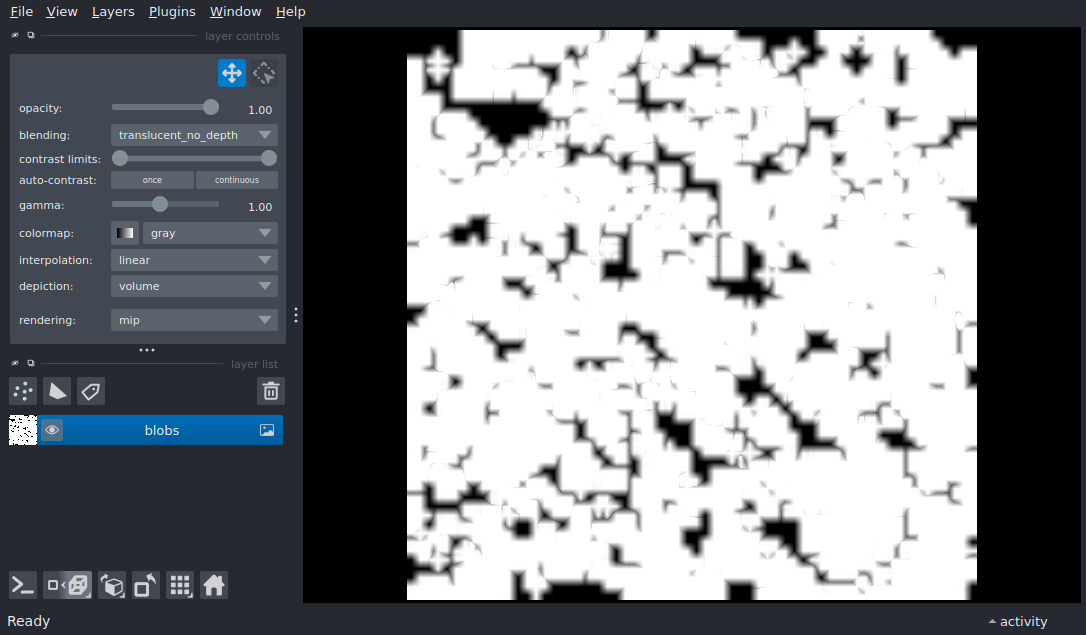 File View Layers Plugins Window Help
layer controls
opacity: 1.00
blending: translucent_no_depth
contrast limits:
auto-contrast: once continuous
gamma: 1.00
colormap: gray
interpolation: linear
depiction: volume
rendering: mip
layer list
blobs
Ready activity